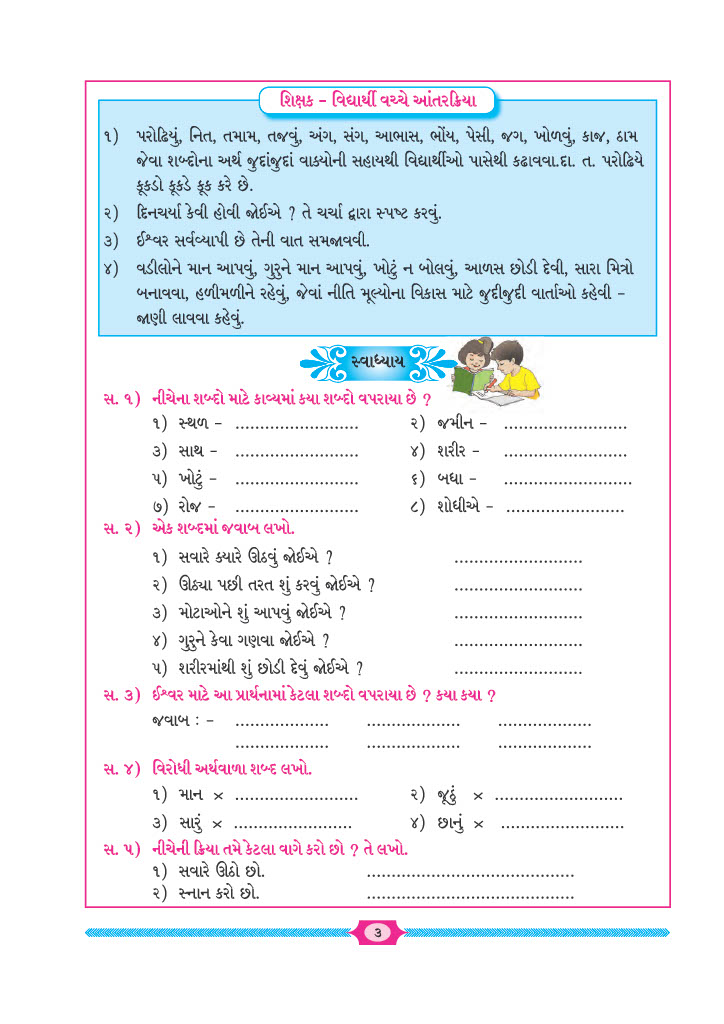 શિક્ષક - વિદ્યાર્થી વચ્ચે આંતરક્રિયા
૧) પરોઢિયું, નિત, તમામ, તજવું, અંગ, સંગ, આભાસ, ભોંય, પેસી, જગ, ખોળવું, કાજ, ઠામ
જેવા શબ્દોના અર્થ જુદાંજુદાં વાક્યોની સહાયથી વિદ્યાર્થીઓ પાસેથી કઢાવવા.દા. ત. પરોઢિયે
કૂકડો કૂકડે કૂક કરે છે.
૨) દિનચર્યા કેવી હોવી જોઈએ ? તે ચર્ચા દ્વારા સ્પષ્ટ કરવું.
૩) ઈશ્વર સર્વવ્યાપી છે તેની વાત સમજાવવી.
૪) વડીલોને માન આપવું, ગુરુને માન આપવું, ખોટું ન બોલવું, આળસ છોડી દેવી, સારા મિત્રો
બનાવવા, હળીમળીને રહેવું, જેવાં નીતિ મૂલ્યોના વિકાસ માટે જુદીજુદી વાર્તાઓ કહેવી -
જાણી લાવવા કહેવું.
સ્વાધ્યાય
સ. ૧) નીચેના શબ્દો માટે કાવ્યમાં કયા શબ્દો વપરાયા છે ?
૧) સ્થળ - ......................... ૨) જમીન - .........................
૩) સાથ - ......................... ૪) શરીર - .........................
૫) ખોટું - ......................... ૬) બધા - ..........................
૭) રોજ - ......................... ૮) શોધીએ - ........................
સ. ૨) એક શબ્દમાં જવાબ લખો.
૧) સવારે ક્યારે ઊઠવું જોઈએ ? ..........................
૨) ઊઠ્યા પછી તરત શું કરવું જોઈએ ? ..........................
૩) મોટાઓને શું આપવું જોઈએ ? ..........................
૪) ગુરુને કેવા ગણવા જોઈએ ? ..........................
૫) શરીરમાંથી શું છોડી દેવું જોઈએ ? ..........................
સ. ૩) ઈશ્વર માટે આ પ્રાર્થનામાં કેટલા શબ્દો વપરાયા છે ? કયા કયા ?
જવાબ : - ................... ................... ...................
................... ................... ...................
સ. ૪) વિરોધી અર્થવાળા શબ્દ લખો.
૧) માન × ......................... ૨) જૂઠું × ..........................
૩) સારું × ........................ ૪) છાનું × .........................
સ. ૫) નીચેની ક્રિયા તમે કેટલા વાગે કરો છો ? તે લખો.
૧) સવારે ઊઠો છો. ..........................................
૨) સ્નાન કરો છો. ..........................................
૩